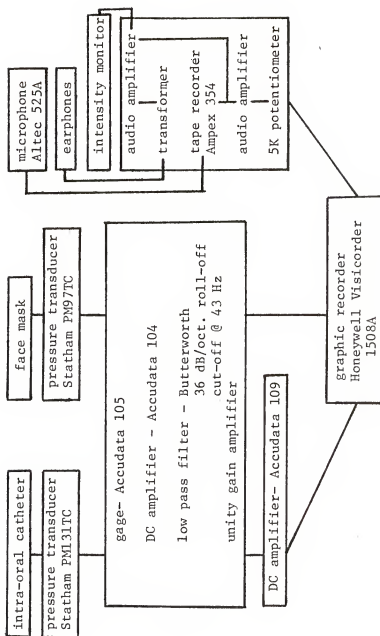 intra-oral catheter
pressure transducer
Statham PM131TC
face mask
pressure transducer
Statham PM97TC
gage- Accudata 105
DC amplifier - Accudata 104
low pass filter - Butterworth
36 dB/oct. roll-off
cut-off @ 43 Hz
unity gain amplifier
DC amplifier- Accudata 109
microphone
Altec 525A
earphones
intensity monitor
audio amplifier
transformer
tape recorder
Ampex 354
audio amplifier
5K potentiometer
graphic recorder
Honeywell Visicorder
1508A